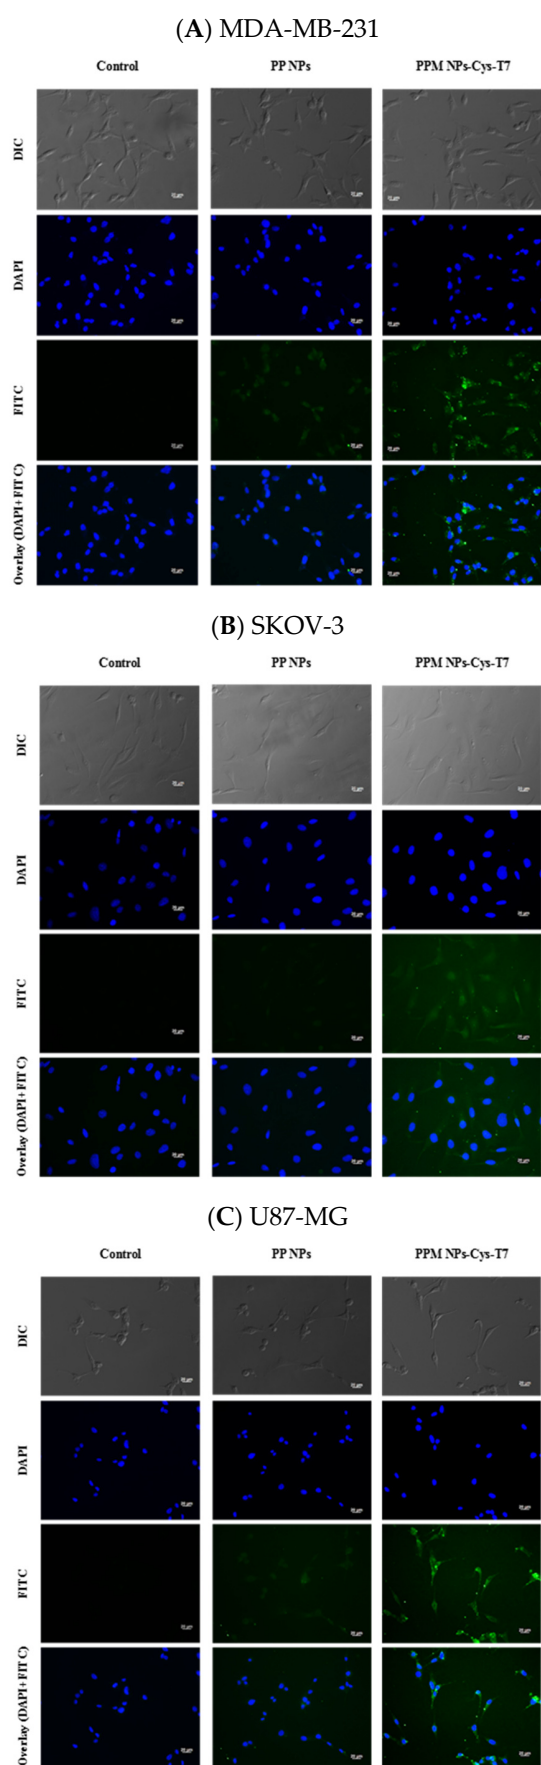 (A) MDA-MB-231
Control PP NPs PPM NPs-Cys-T7
DIC
DAPI
FITC
Overlay (DAPI+FITC)
(B) SKOV-3
Control PP NPs PPM NPs-Cys-T7
DIC
DAPI
FITC
Overlay (DAPI+FITC)
(C) U87-MG
Control PP NPs PPM NPs-Cys-T7
DIC
DAPI
FITC
Overlay (DAPI+FITC)